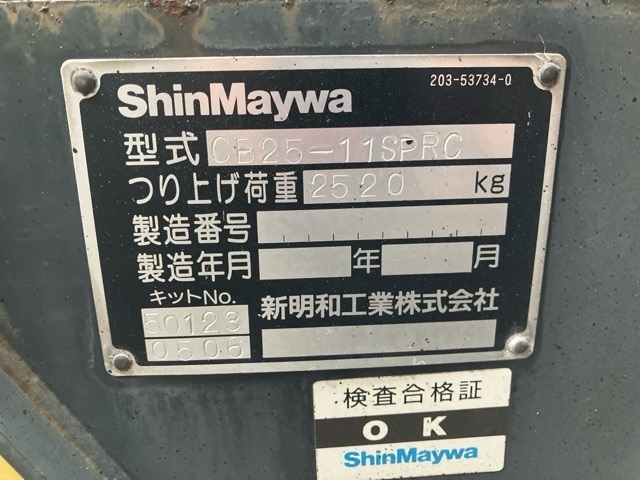 203-53734-0
ShinMaywa
型式 CB25-11SPRC
つり上げ荷重 2520 kg
製造番号
製造年月 年 月
キットNo. 新明和工業株式会社
50123
0506
検査合格証
OK
ShinMaywa